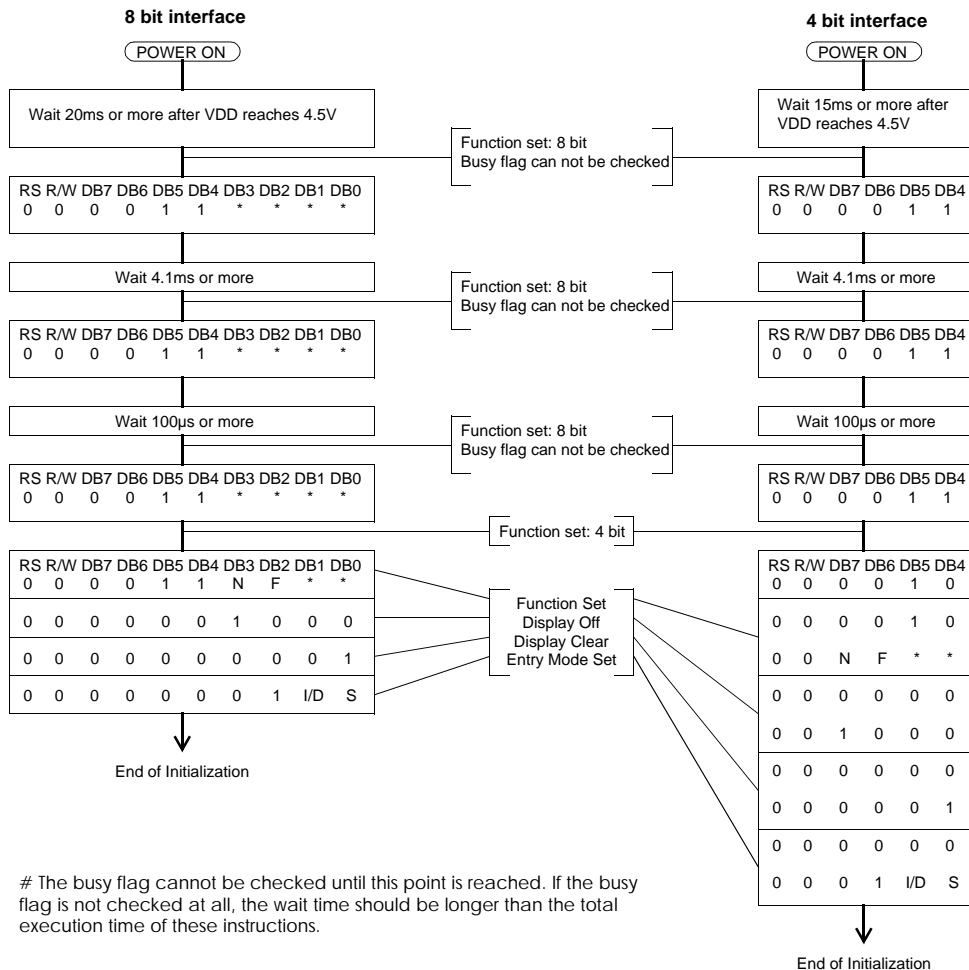 8 bit interface
POWER ON
Wait 20ms or more after VDD reaches 4.5V
RS R/W DB7 DB6 DB5 DB4 DB3 DB2 DB1 DB0
0 0 0 0 1 1 * * * *
Wait 4.1ms or more
RS R/W DB7 DB6 DB5 DB4 DB3 DB2 DB1 DB0
0 0 0 0 1 1 * * * *
Wait 100µs or more
RS R/W DB7 DB6 DB5 DB4 DB3 DB2 DB1 DB0
0 0 0 0 1 1 * * * *
RS R/W DB7 DB6 DB5 DB4 DB3 DB2 DB1 DB0
0 0 0 0 1 1 N F * *
0 0 0 0 0 0 1 0 0 0
0 0 0 0 0 0 0 0 0 1
0 0 0 0 0 0 0 1 I/D S
End of Initialization
Function set: 8 bit
Busy flag can not be checked
Function set: 8 bit
Busy flag can not be checked
Function set: 8 bit
Busy flag can not be checked
Function set: 4 bit
Function Set
Display Off
Display Clear
Entry Mode Set
4 bit interface
POWER ON
Wait 15ms or more after
VDD reaches 4.5V
RS R/W DB7 DB6 DB5 DB4
0 0 0 0 1 1
Wait 4.1ms or more
RS R/W DB7 DB6 DB5 DB4
0 0 0 0 1 1
Wait 100µs or more
RS R/W DB7 DB6 DB5 DB4
0 0 0 0 1 1
RS R/W DB7 DB6 DB5 DB4
0 0 0 0 1 0
0 0 0 0 1 0
0 0 N F * *
0 0 0 0 0 0
0 0 1 0 0 0
0 0 0 0 0 0
0 0 0 0 0 1
0 0 0 0 0 0
0 0 0 1 I/D S
End of Initialization
# The busy flag cannot be checked until this point is reached. If the busy
flag is not checked at all, the wait time should be longer than the total
execution time of these instructions.